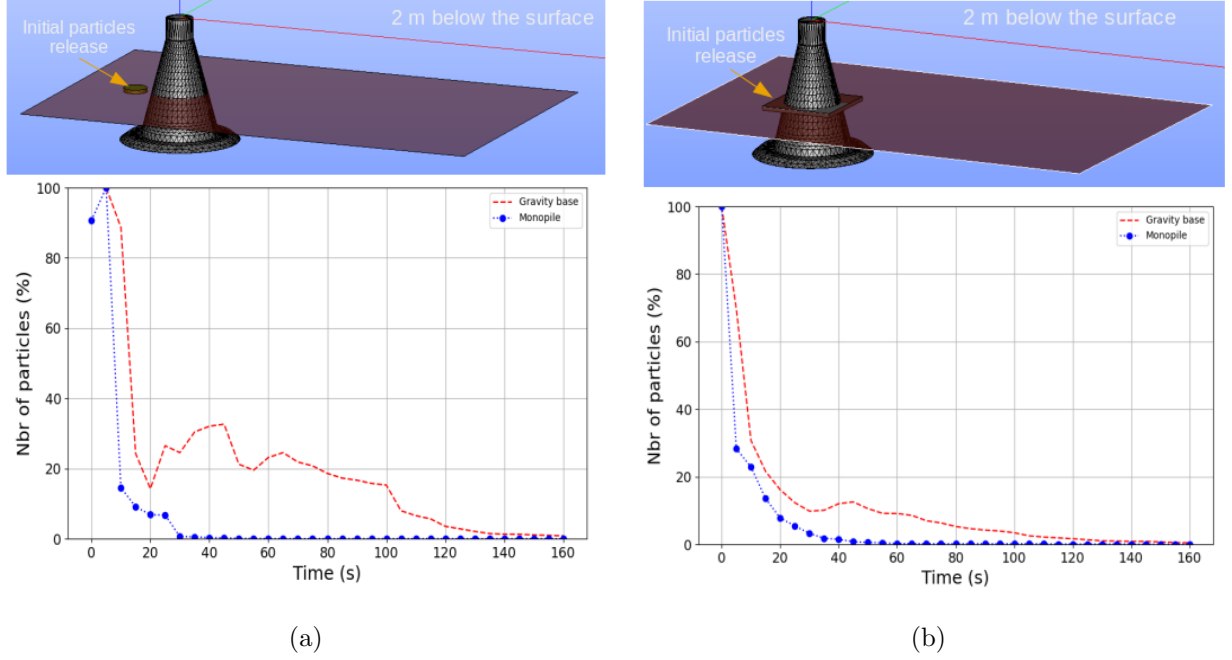 2 m below the surface
Initial particles
release
100
80
60
40
20
0
Nbr of particles (%)
Gravity base
Monopile
0 20 40 60 80 100 120 140 160
Time (s)
(a)
2 m below the surface
Initial particles
release
100
80
60
40
20
0
Nbr of particles (%)
Gravity base
Monopile
0 20 40 60 80 100 120 140 160
Time (s)
(b)